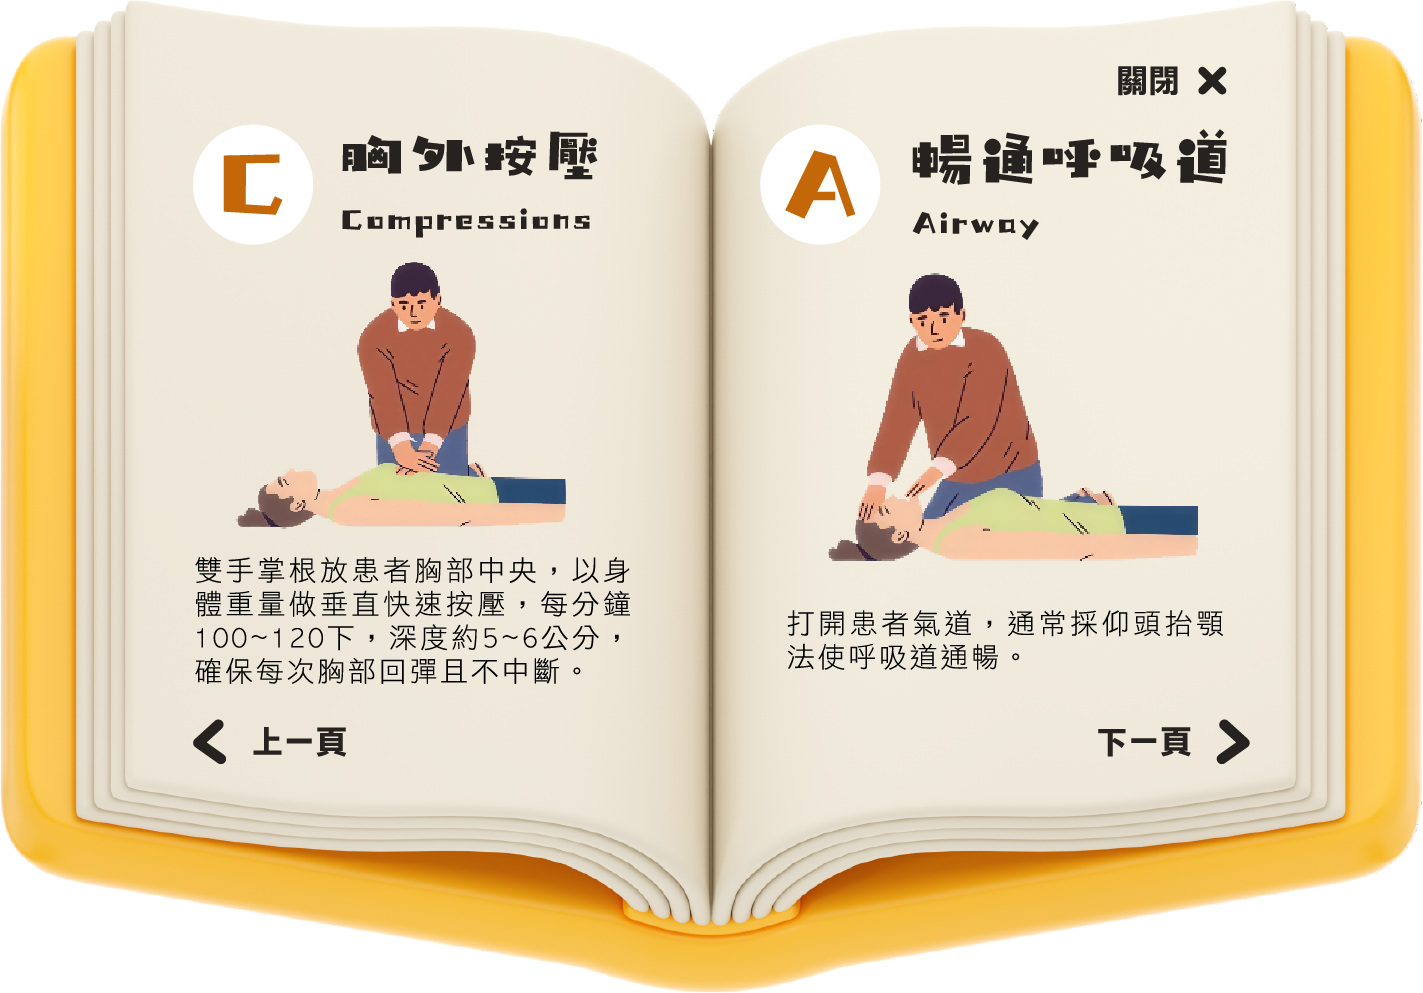 C
胸外按壓
Compressions
雙手掌根放患者胸部中央，以身
體重量做垂直快速按壓，每分鐘
100~120下，深度約5~6公分，
確保每次胸部回彈且不中斷。
上一頁
關閉
A
暢通呼吸道
Airway
打開患者氣道，通常採仰頭抬顎
法使呼吸道通暢。
下一頁